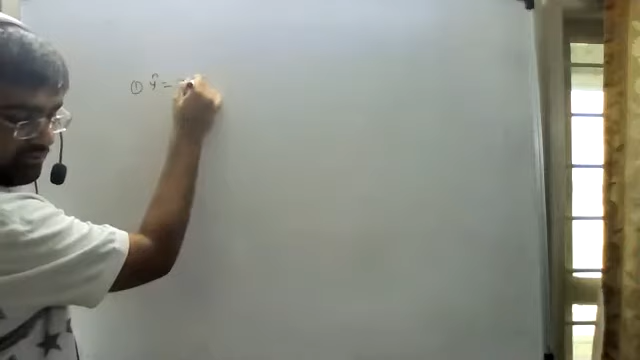 ① ŷ =